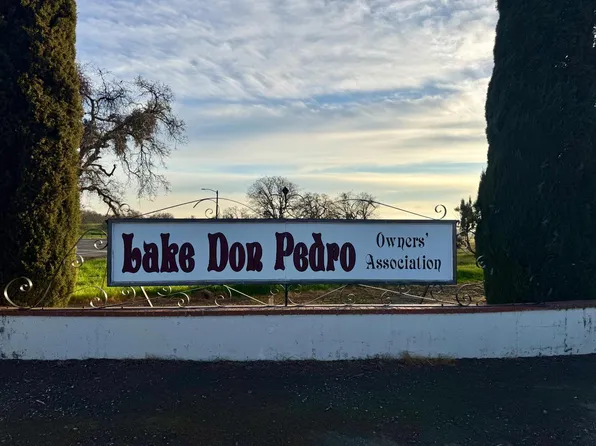 Lake Don Pedro
Owners'
Association